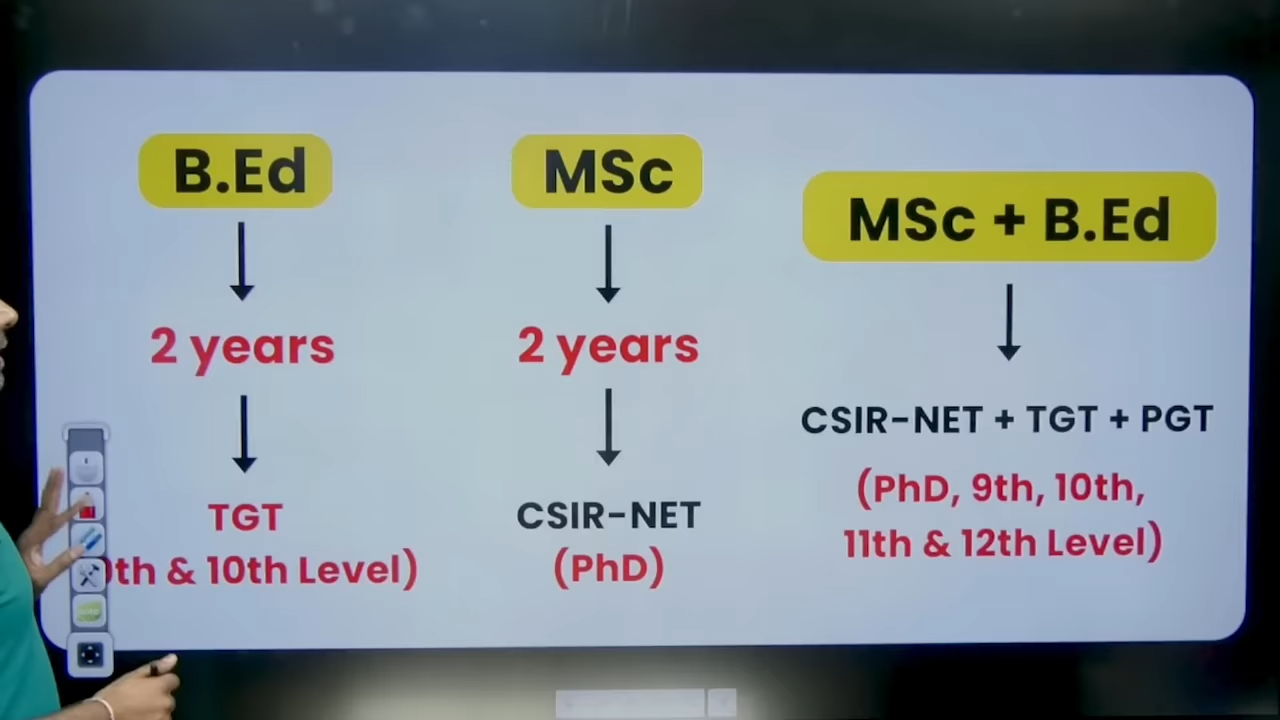 B.Ed
2 years
TGT
th & 10th Level)
MSc
2 years
CSIR-NET
(PhD)
MSc + B.Ed
CSIR-NET + TGT + PGT
(PhD, 9th, 10th,
11th & 12th Level)